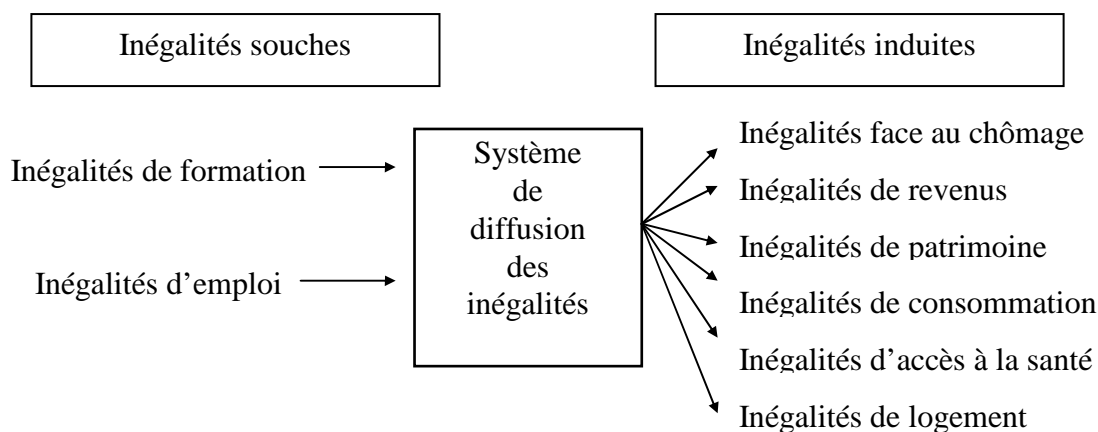 Inégalités souches
Inégalités induites
Inégalités de formation
Inégalités d’emploi
Système
de
diffusion
des
inégalités
Inégalités face au chômage
Inégalités de revenus
Inégalités de patrimoine
Inégalités de consommation
Inégalités d’accès à la santé
Inégalités de logement